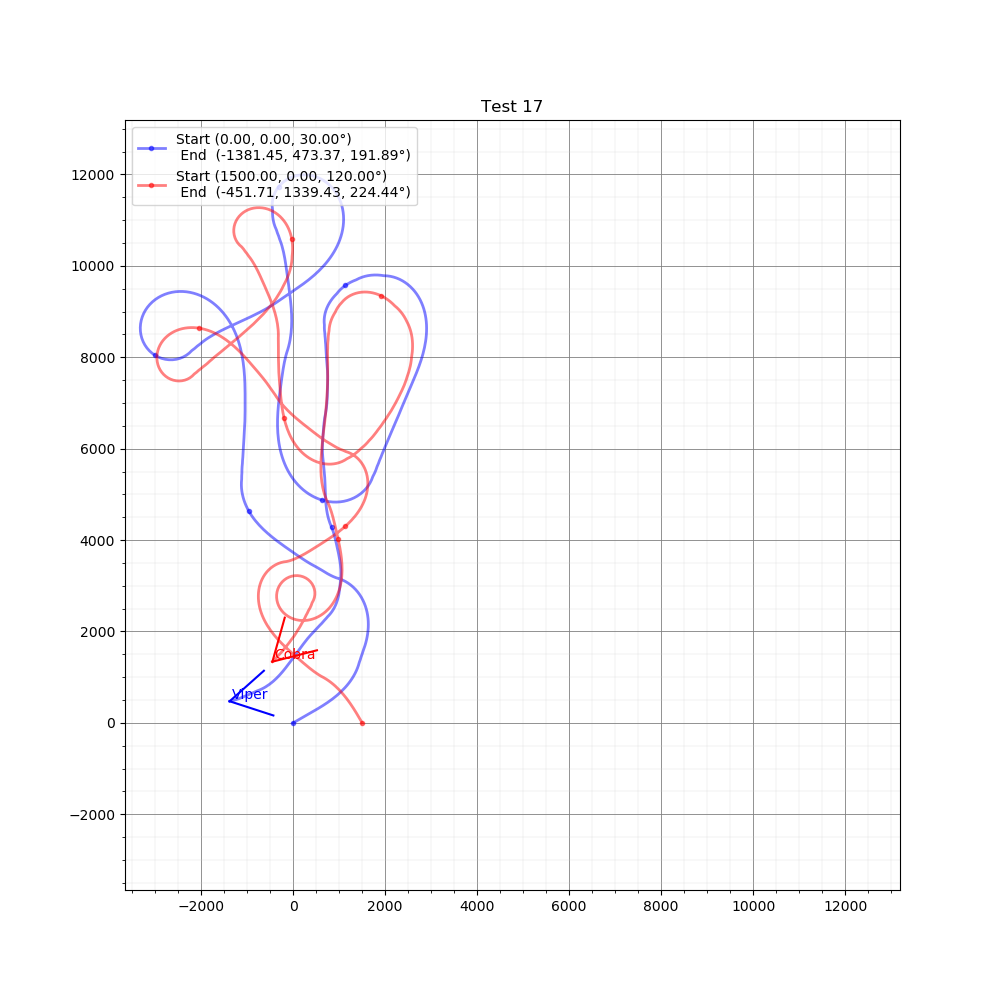 Test 17
Start (0.00, 0.00, 30.00°)
End (-1381.45, 473.37, 191.89°)
Start (1500.00, 0.00, 120.00°)
End (-451.71, 1339.43, 224.44°)
12000
10000
8000
6000
4000
2000
0
−2000
Cobra
Viper
−2000 0 2000 4000 6000 8000 10000 12000